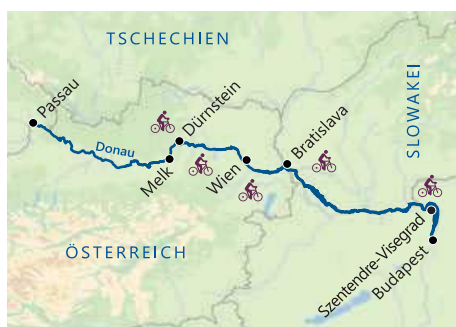 TSCHECHIEN
Passau
Dürnstein
Donau
Melk
Wien
Bratislava
SLOWAKEI
ÖSTERREICH
Szentendre-Visegrad
Budapest